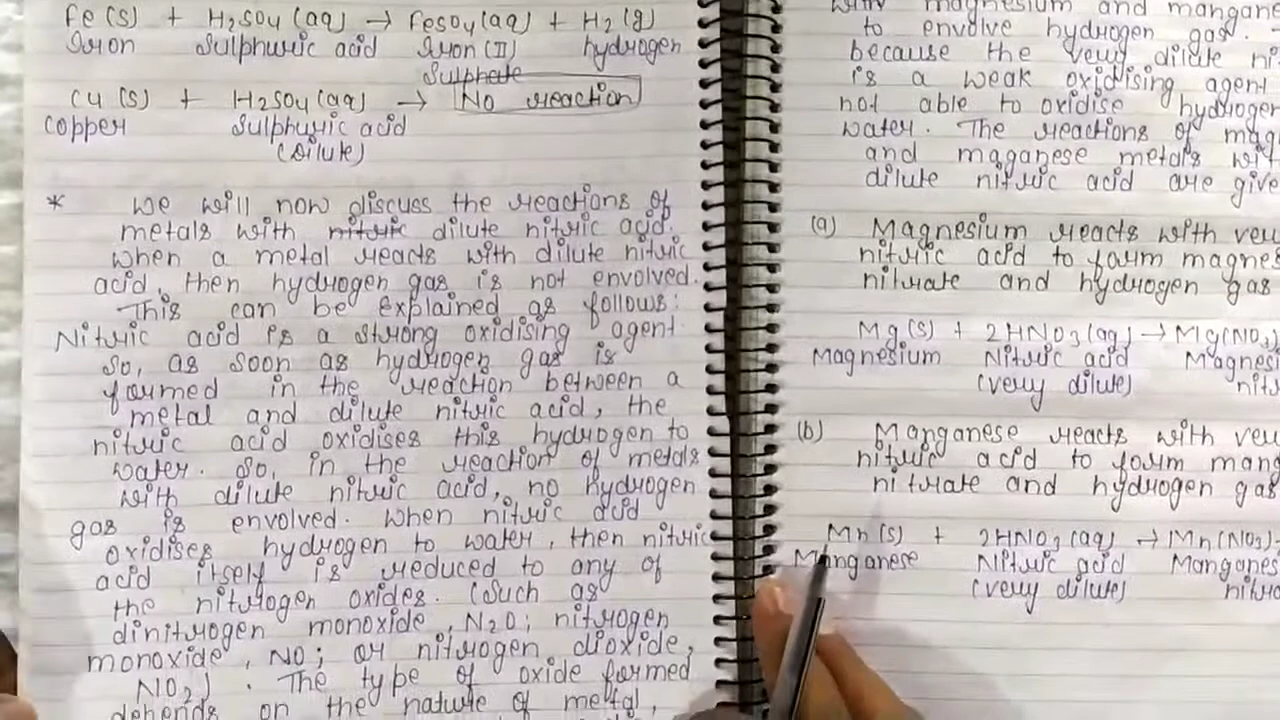 Fe(s) + H2SO4(aq) → FeSO4(aq) + H2(g)
Iron Sulphuric acid Iron(II) hydrogen
Sulphate
Cu(s) + H2SO4(aq) → No reaction
copper Sulphuric acid
(Dilute)
* We will now discuss the reactions of
metals with nitric dilute nitric acid.
When a metal reacts with dilute nitric
acid, then hydrogen gas is not envolved.
This can be explained as follows:
Nitric acid is a strong oxidising agent
So, as soon as hydrogen gas is
formed in the reaction between a
metal and dilute nitric acid, the
nitric acid oxidises this hydrogen to
water. So, in the reaction of metals
with dilute nitric acid, no hydrogen
gas is envolved. When nitric acid
oxidises hydrogen to water, then nitric
acid itself is reduced to any of
the nitrogen oxides. (Such as
dinitrogen monoxide, N2O; nitrogen
monoxide, NO; or nitrogen dioxide,
NO2). The type of oxide formed
depends on the nature of metal,
with magnesium and mangane
to envolve hydrogen gas.
because the very dilute ni
is a weak oxidising agent
not able to oxidise hydrogen
water. The reactions of mag
and maganese metals wit
dilute nitric acid are give
(a) Magnesium reacts with ver
nitric acid to form magnes
nitrate and hydrogen gas
Mg(s) + 2HNO3(aq) → Mg(NO3)
Magnesium Nitric acid Magnesi
(very dilute) nit
(b) Manganese reacts with ver
nitric acid to form mang
nitrate and hydrogen gas
Mn(s) + 2HNO3(aq) → Mn(NO3)
Manganese Nitric acid Manganes
(very dilute) nitr